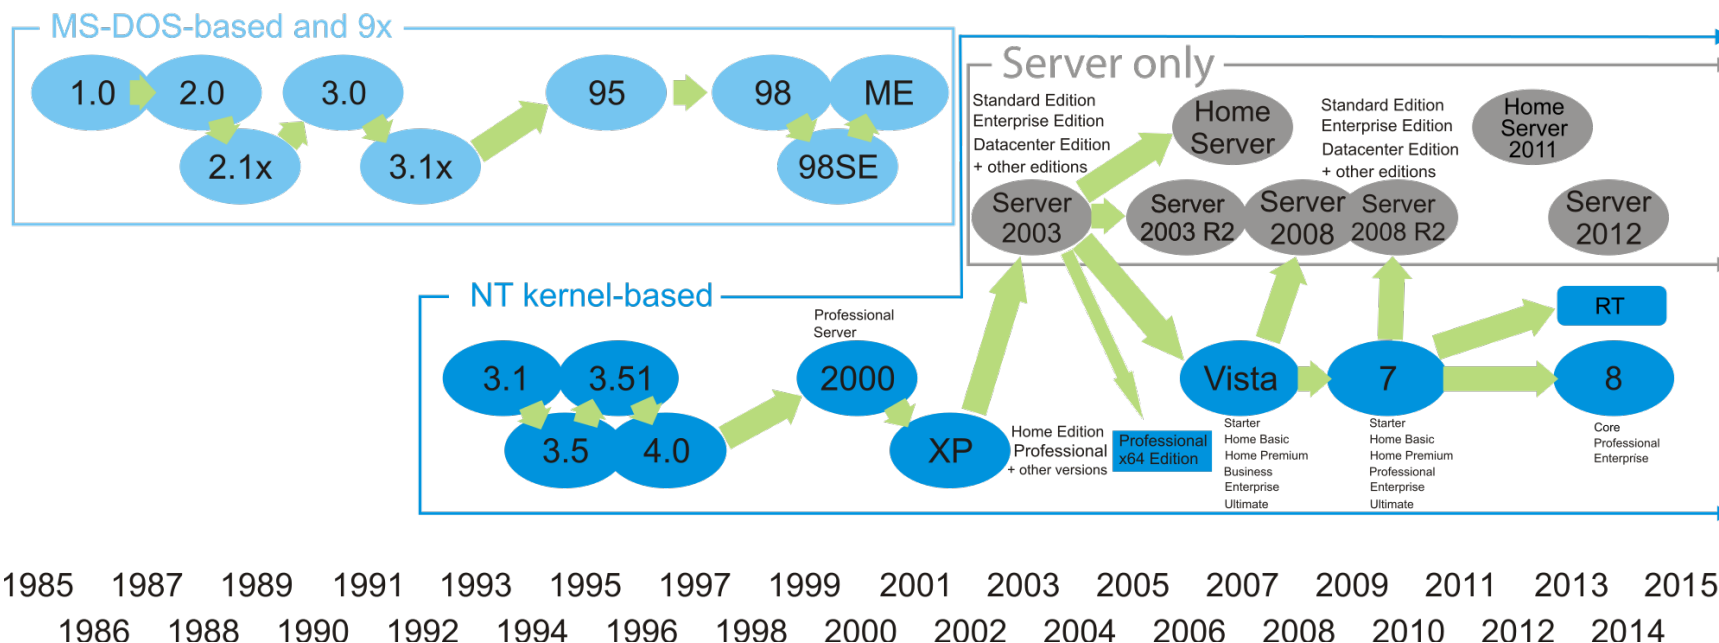 MS-DOS-based and 9x
1.0
2.0
3.0
95
98
ME
2.1x
3.1x
98SE
Server only
Standard Edition
Enterprise Edition
Datacenter Edition
+ other editions
Home
Server
Standard Edition
Enterprise Edition
Datacenter Edition
+ other editions
Home
Server
2011
Server
2003
Server
2003 R2
Server
2008
Server
2008 R2
Server
2012
NT kernel-based
3.1
3.51
Professional
Server
2000
Vista
7
RT
8
3.5
4.0
XP
Home Edition
Professional
+ other versions
Professional
x64 Edition
Starter
Home Basic
Home Premium
Business
Enterprise
Ultimate
Starter
Home Basic
Home Premium
Professional
Enterprise
Ultimate
Core
Professional
Enterprise
1985 1987 1989 1991 1993 1995 1997 1999 2001 2003 2005 2007 2009 2011 2013 2015
1986 1988 1990 1992 1994 1996 1998 2000 2002 2004 2006 2008 2010 2012 2014